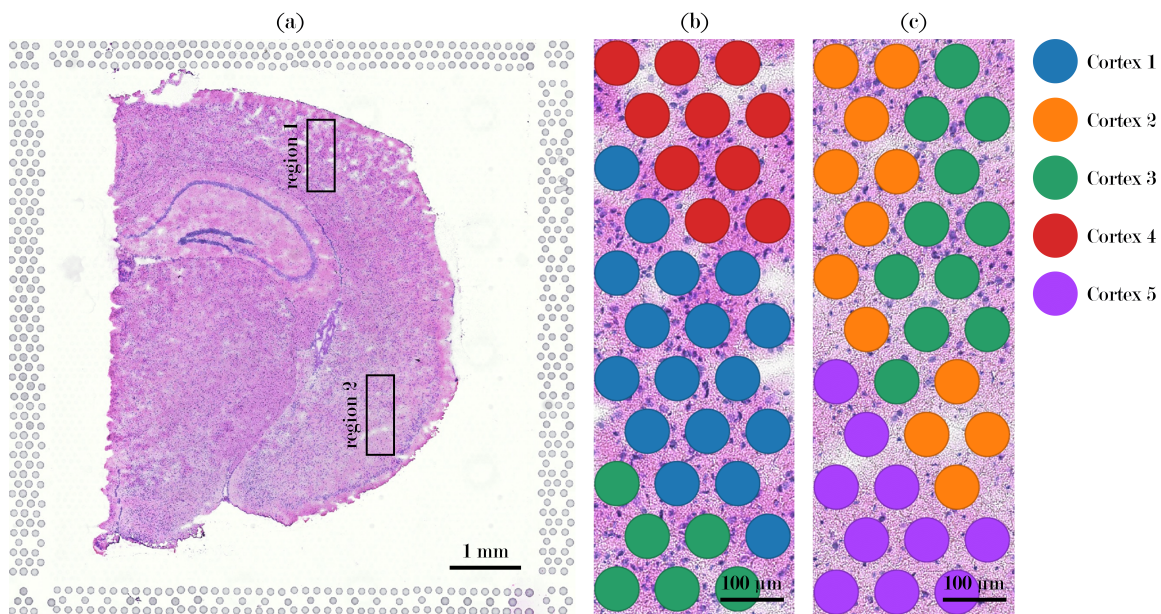 (a)
(b)
(c)
region 1
region 2
1 mm
100 µm
100 µm
Cortex 1
Cortex 2
Cortex 3
Cortex 4
Cortex 5